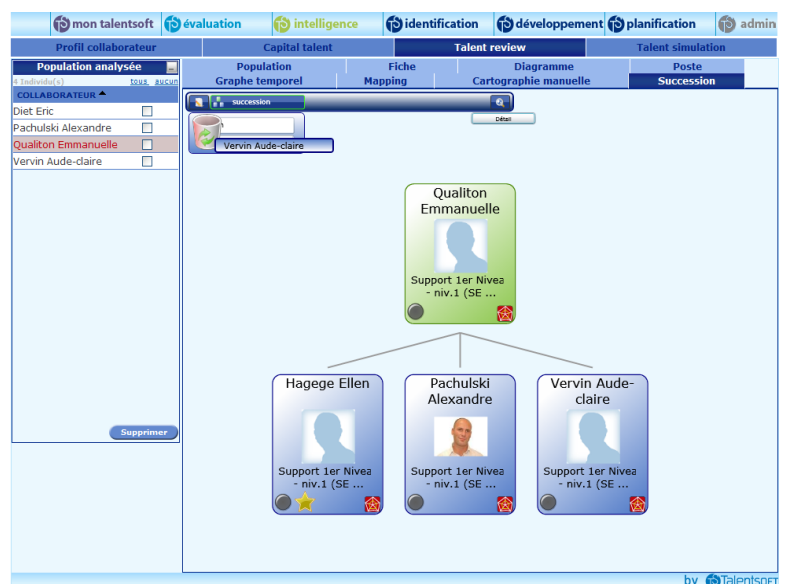 mon talentsoft évaluation intelligence identification développement planification admin
Profil collaborateur Capital talent Talent review Talent simulation
Population analysée
4 Individu(s) tous aucun
COLLABORATEUR
Diet Eric
Pachulski Alexandre
Qualiton Emmanuelle
Vervin Aude-claire
Supprimer
Population Fiche Diagramme Poste
Graphe temporel Mapping Cartographie manuelle Succession
succession
Détail
Vervin Aude-claire
Qualiton
Emmanuelle
Support 1er Nivea
- niv.1 (SE ...
Hagege Ellen
Support 1er Nivea
- niv.1 (SE ...
Pachulski
Alexandre
Support 1er Nivea
- niv.1 (SE ...
Vervin Aude-
claire
Support 1er Nivea
- niv.1 (SE ...
by TalentSoft